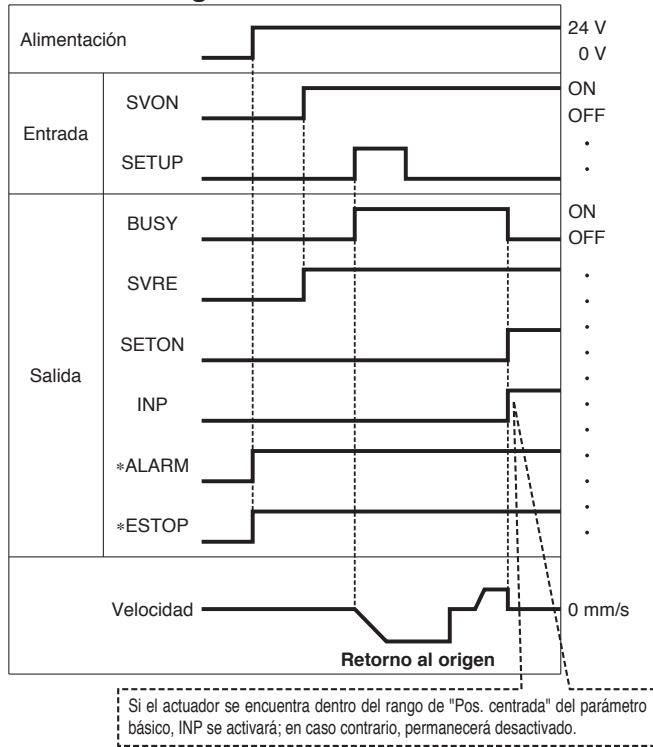 Alimentación
24 V
0 V
Entrada
SVON
ON
OFF
SETUP
Salida
BUSY
ON
OFF
SVRE
SETON
INP
*ALARM
*ESTOP
Velocidad
0 mm/s
Retorno al origen
Si el actuador se encuentra dentro del rango de "Pos. centrada" del parámetro
básico, INP se activará; en caso contrario, permanecerá desactivado.